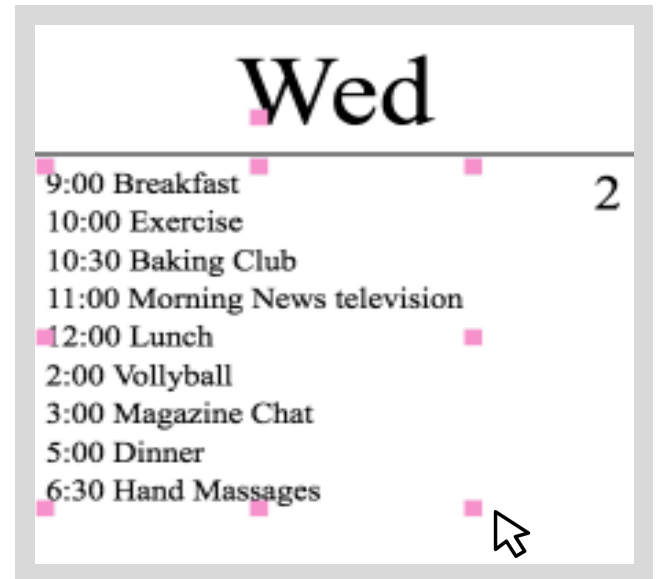 Wed
2
9:00 Breakfast
10:00 Exercise
10:30 Baking Club
11:00 Morning News television
12:00 Lunch
2:00 Vollyball
3:00 Magazine Chat
5:00 Dinner
6:30 Hand Massages